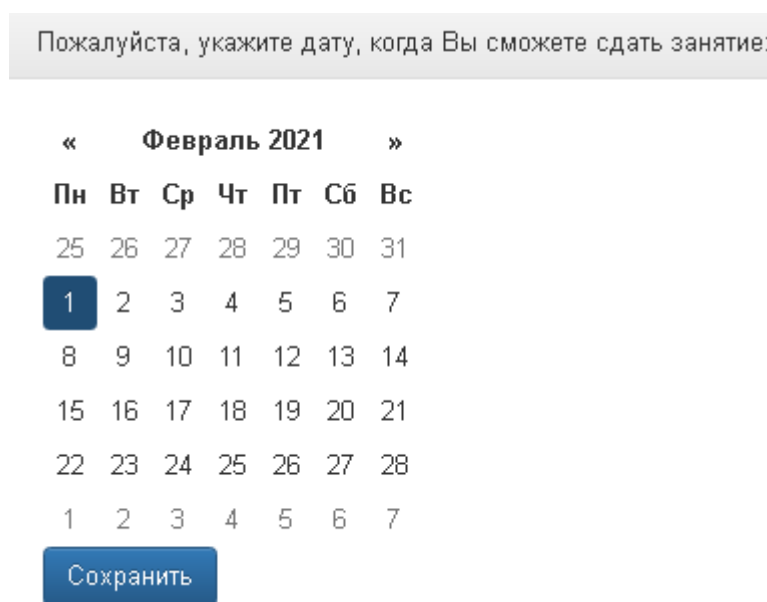 Пожалуйста, укажите дату, когда Вы сможете сдать занятие:
« Февраль 2021 »
Пн Вт Ср Чт Пт Сб Вс
25 26 27 28 29 30 31
1 2 3 4 5 6 7
8 9 10 11 12 13 14
15 16 17 18 19 20 21
22 23 24 25 26 27 28
1 2 3 4 5 6 7
Сохранить